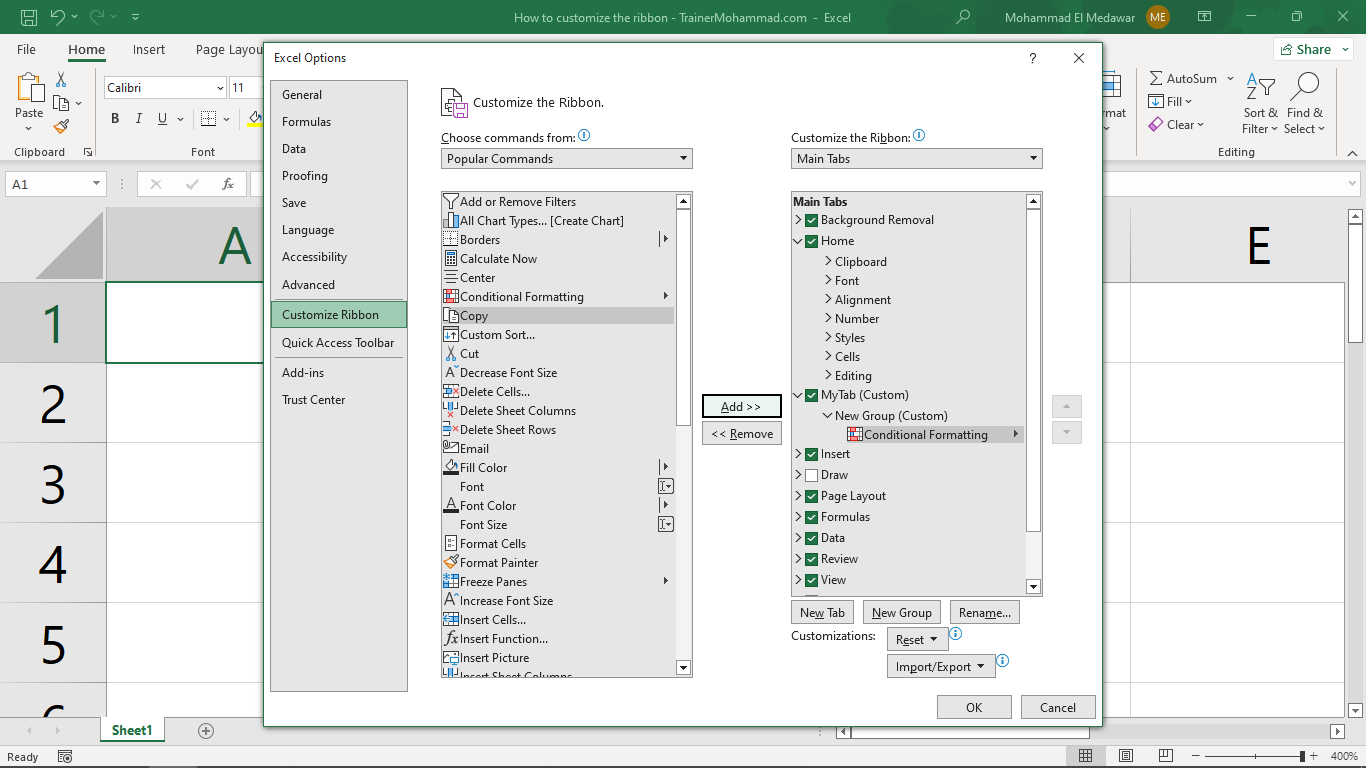 How to customize the ribbon - TrainerMohammad.com - Excel
Mohammad El Medawar ME
File Home Insert Page Layou
Share
Paste
Clipboard
Calibri 11
B I U
Font
rmat
AutoSum
Fill
Clear
Sort & Filter
Find & Select
Editing
A1
fx
A E
1
2
3
4
5
6
Excel Options
?
General
Formulas
Data
Proofing
Save
Language
Accessibility
Advanced
Customize Ribbon
Quick Access Toolbar
Add-ins
Trust Center
Customize the Ribbon.
Choose commands from:
Popular Commands
Add or Remove Filters
All Chart Types... [Create Chart]
Borders
Calculate Now
Center
Conditional Formatting
Copy
Custom Sort...
Cut
Decrease Font Size
Delete Cells...
Delete Sheet Columns
Delete Sheet Rows
Email
Fill Color
Font
Font Color
Font Size
Format Cells
Format Painter
Freeze Panes
Increase Font Size
Insert Cells...
Insert Function...
Insert Picture
Insert Sheet Columns
Add >>
<< Remove
Customize the Ribbon:
Main Tabs
Main Tabs
Background Removal
Home
Clipboard
Font
Alignment
Number
Styles
Cells
Editing
MyTab (Custom)
New Group (Custom)
Conditional Formatting
Insert
Draw
Page Layout
Formulas
Data
Review
View
New Tab New Group Rename...
Customizations: Reset
Import/Export
OK Cancel
Sheet1
Ready
400%